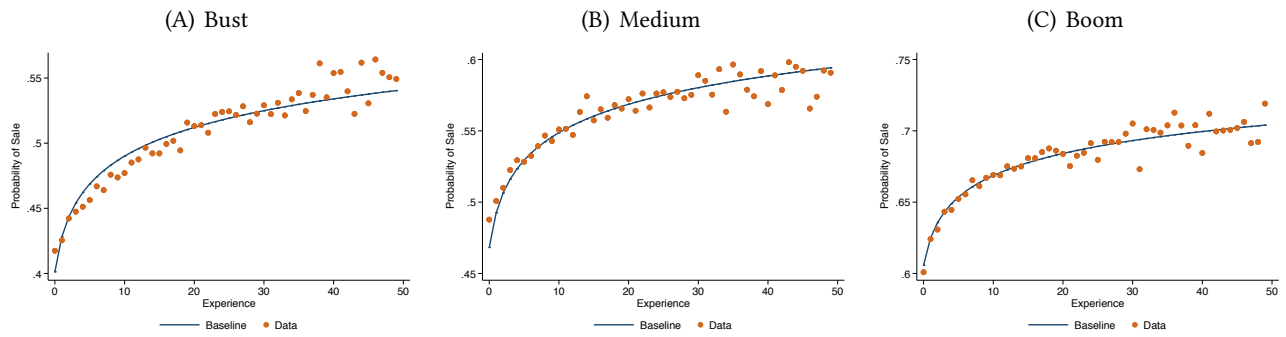 (A) Bust
Probability of Sale
.55
.5
.45
.4
0
10
20
30
40
50
Experience
Baseline
Data
(B) Medium
Probability of Sale
.6
.55
.5
.45
0
10
20
30
40
50
Experience
Baseline
Data
(C) Boom
Probability of Sale
.75
.7
.65
.6
0
10
20
30
40
50
Experience
Baseline
Data